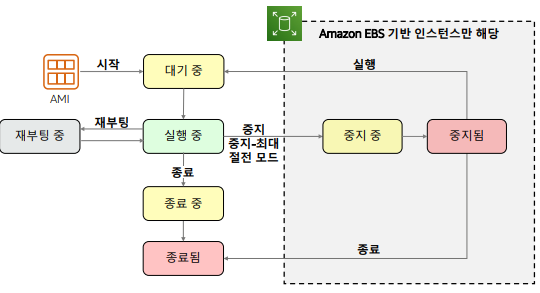 Amazon EBS 기반 인스턴스만 해당
시작
대기 중
실행
AMI
재부팅
재부팅 중
실행 중
중지
중지-최대
절전 모드
중지 중
중지됨
종료
종료 중
종료됨
종료